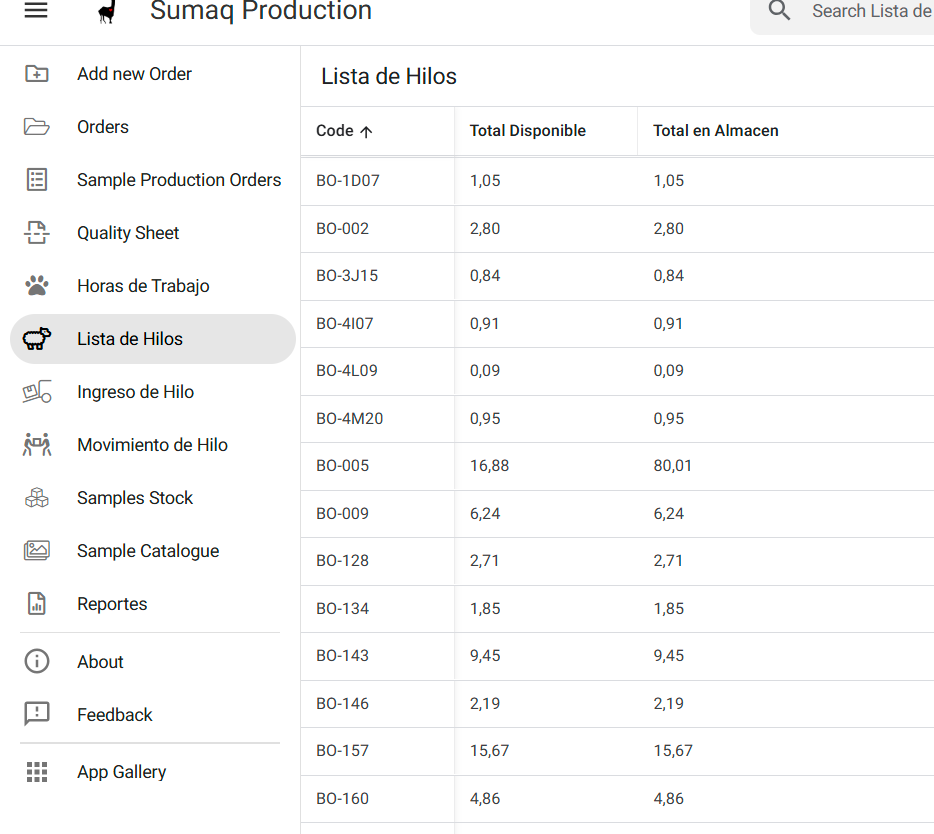 Sumaq Production
Search Lista de
Add new Order
Orders
Sample Production Orders
Quality Sheet
Horas de Trabajo
Lista de Hilos
Ingreso de Hilo
Movimiento de Hilo
Samples Stock
Sample Catalogue
Reportes
About
Feedback
App Gallery
Lista de Hilos
Code Total Disponible Total en Almacen
BO-1D07 1,05 1,05
BO-002 2,80 2,80
BO-3J15 0,84 0,84
BO-4I07 0,91 0,91
BO-4L09 0,09 0,09
BO-4M20 0,95 0,95
BO-005 16,88 80,01
BO-009 6,24 6,24
BO-128 2,71 2,71
BO-134 1,85 1,85
BO-143 9,45 9,45
BO-146 2,19 2,19
BO-157 15,67 15,67
BO-160 4,86 4,86